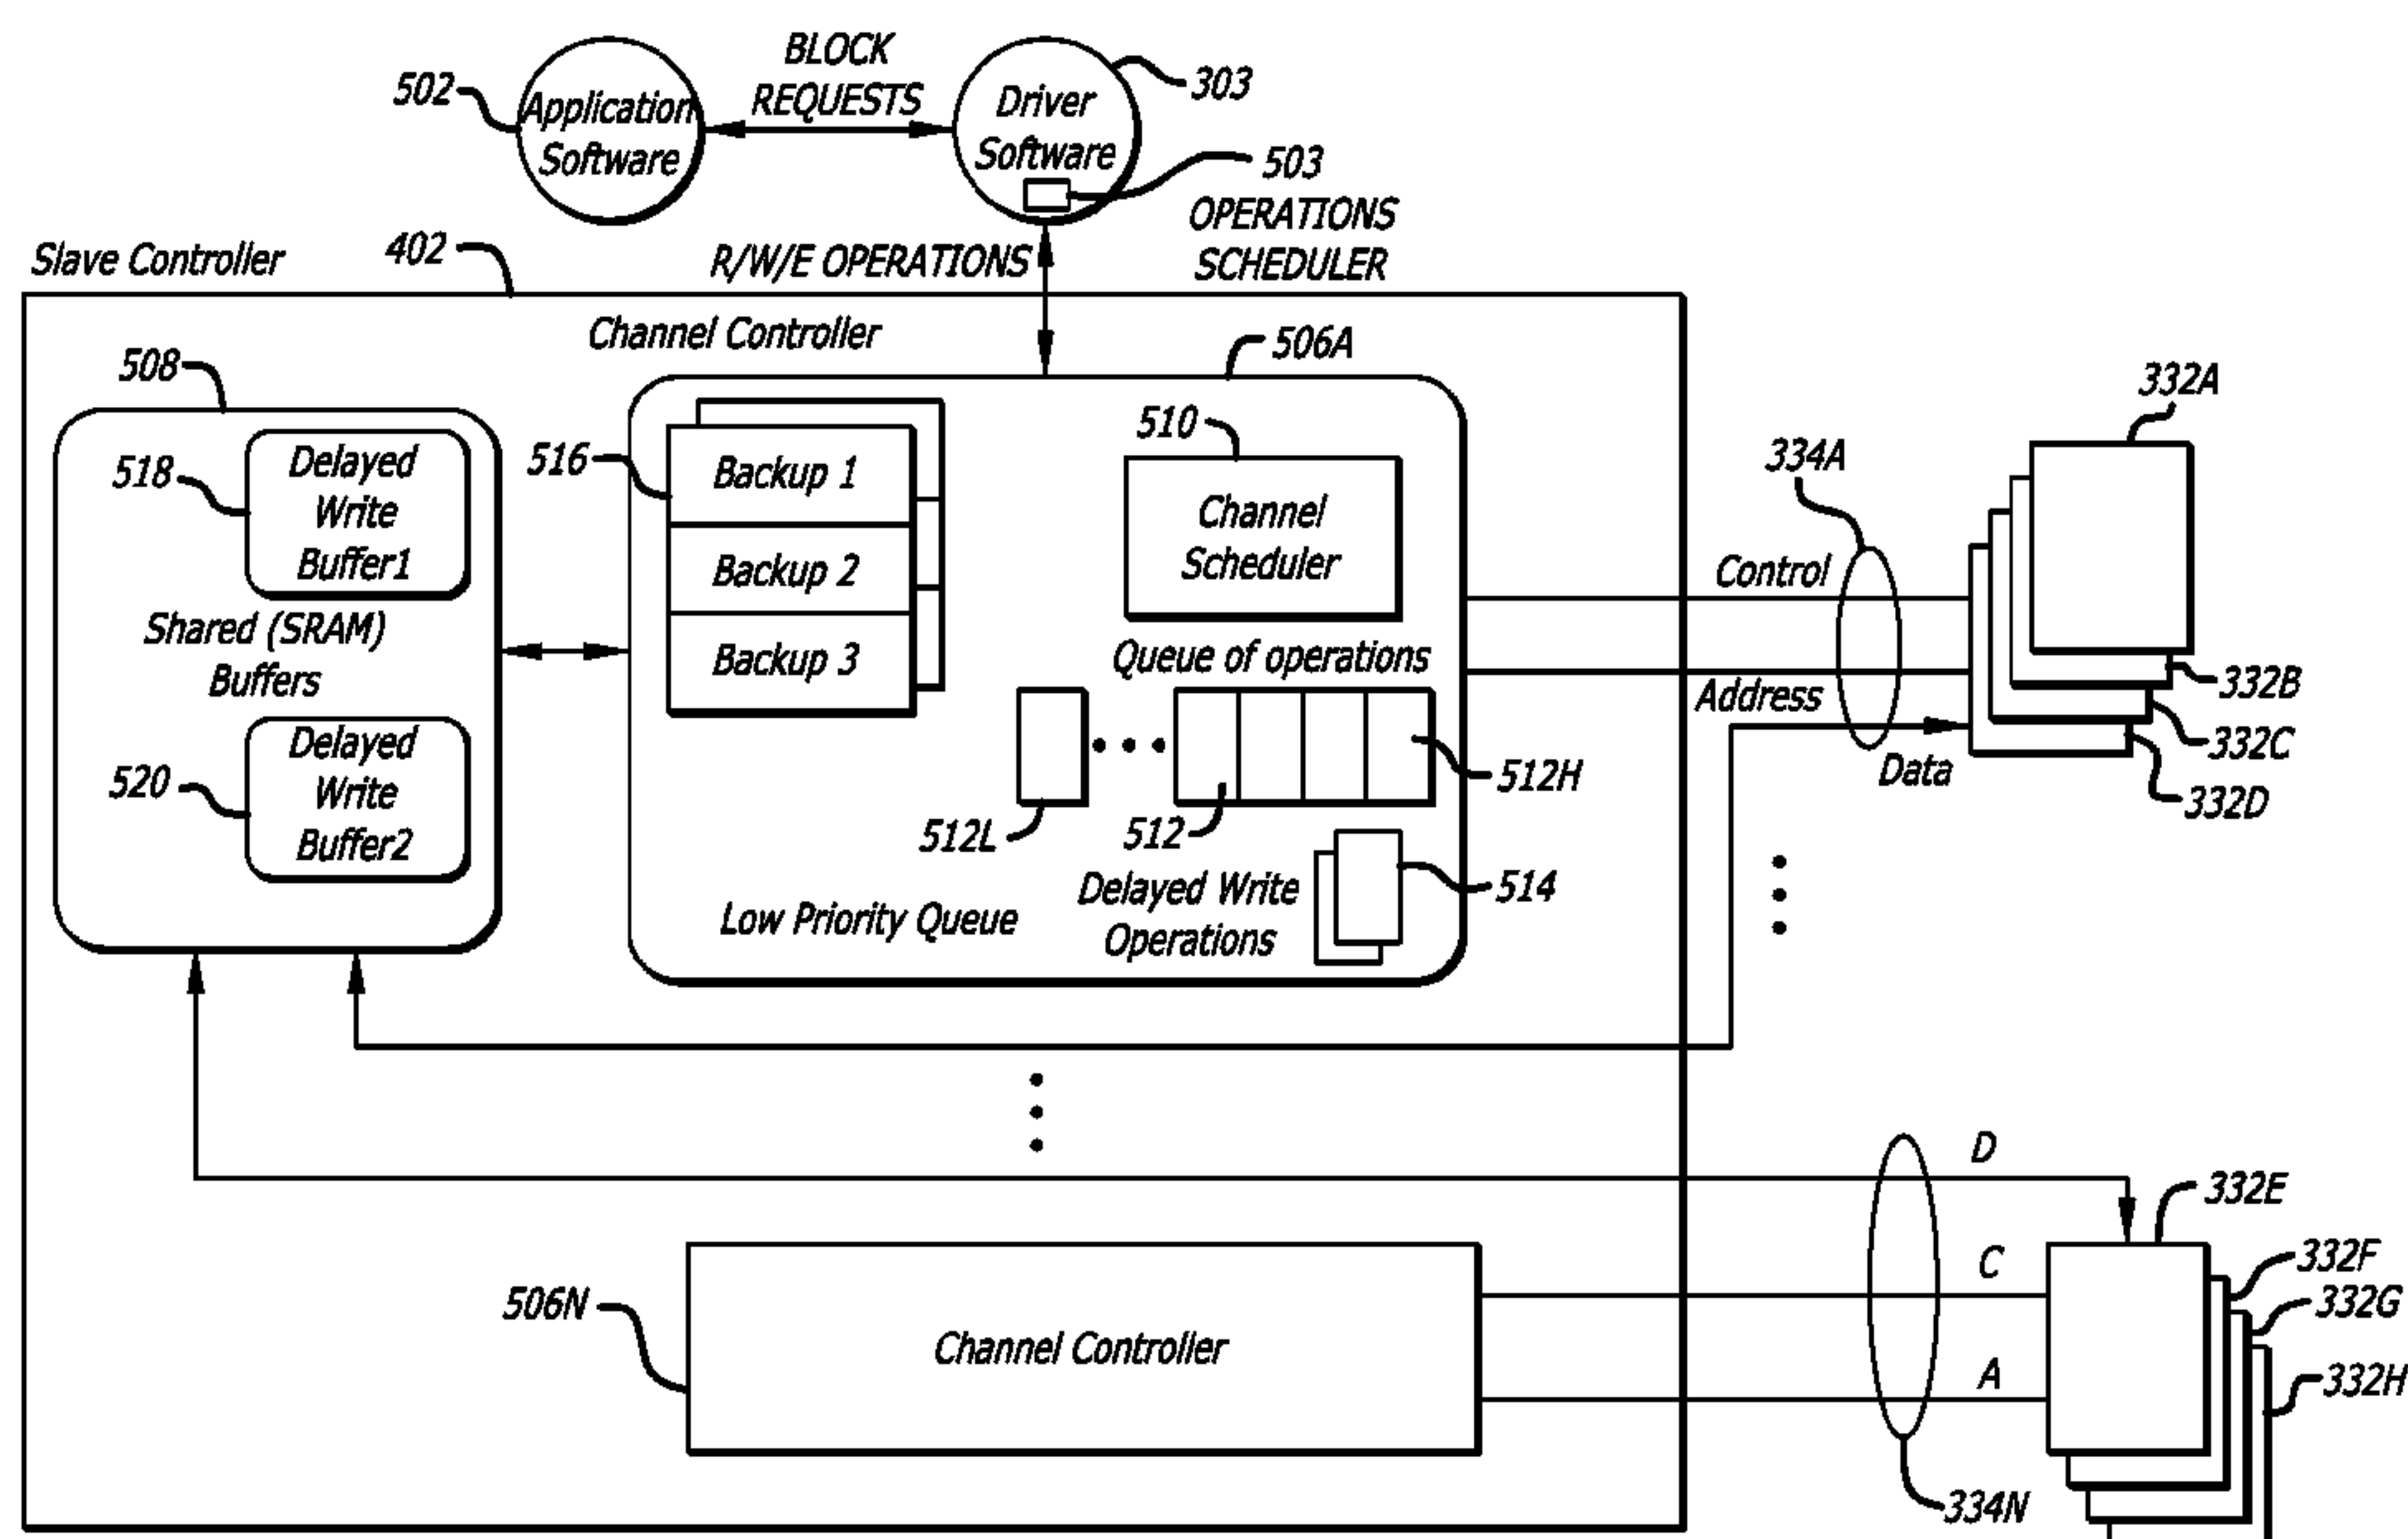 BLOCK
REQUESTS
502
Application
Software
Driver
Software
303
503
OPERATIONS
SCHEDULER
Slave Controller
402
R/W/E OPERATIONS
Channel Controller
506A
508
518
Delayed
Write
Buffer1
Shared (SRAM)
Buffers
520
Delayed
Write
Buffer2
516
Backup 1
Backup 2
Backup 3
510
Channel
Scheduler
Queue of operations
512L
512
512H
Delayed Write
Operations
514
Low Priority Queue
334A
Control
Address
Data
332A
332B
332C
332D
D
C
A
332E
332F
332G
332H
334N
506N
Channel Controller